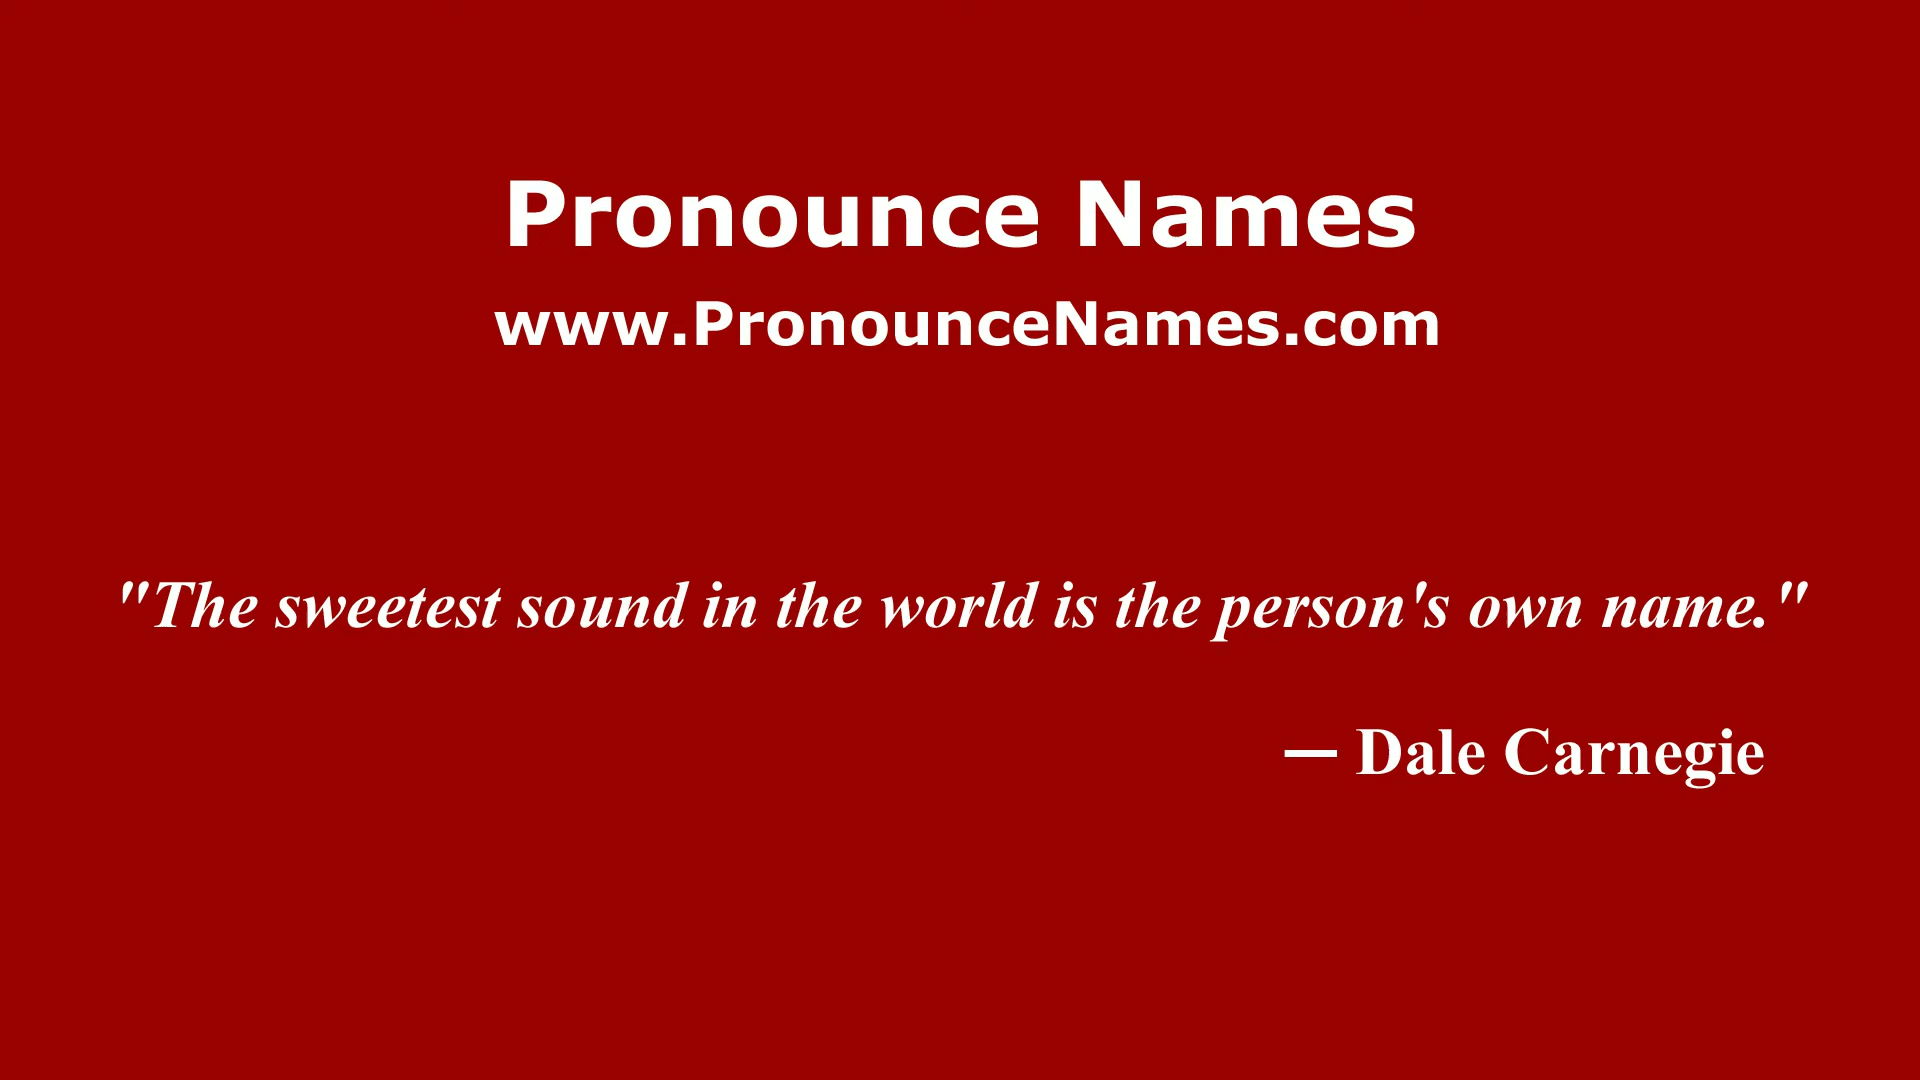 Pronounce Names
www.PronounceNames.com
"The sweetest sound in the world is the person's own name."
— Dale Carnegie